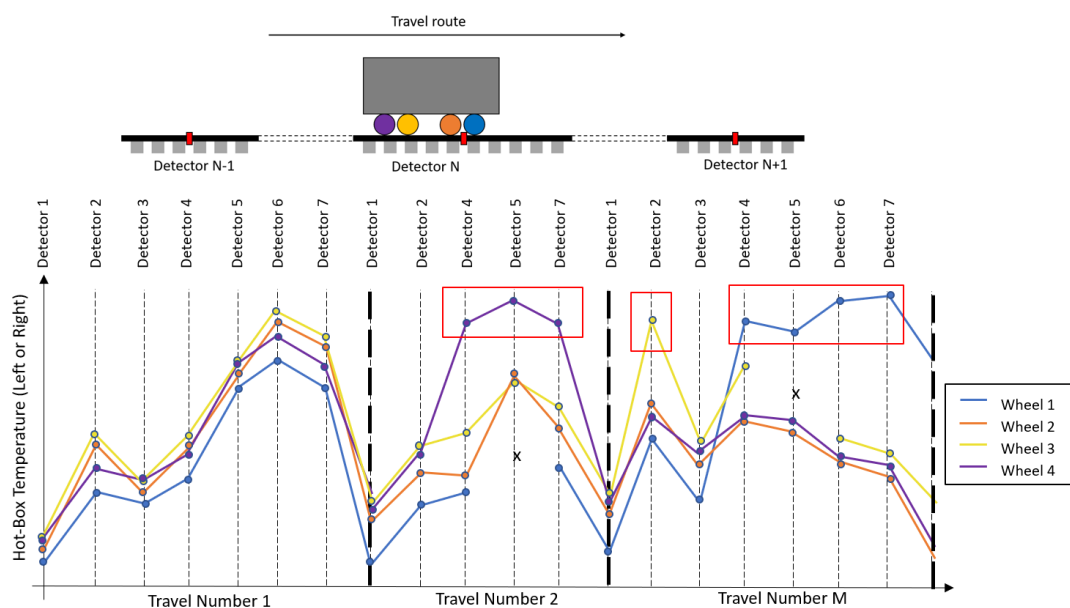 Travel route
Detector N-1
Detector N
Detector N+1
Detector 1
Detector 2
Detector 3
Detector 4
Detector 5
Detector 6
Detector 7
Detector 1
Detector 2
Detector 4
Detector 5
Detector 7
Detector 1
Detector 2
Detector 3
Detector 4
Detector 5
Detector 6
Detector 7
Hot-Box Temperature (Left or Right)
x
x
Wheel 1
Wheel 2
Wheel 3
Wheel 4
Travel Number 1
Travel Number 2
Travel Number M